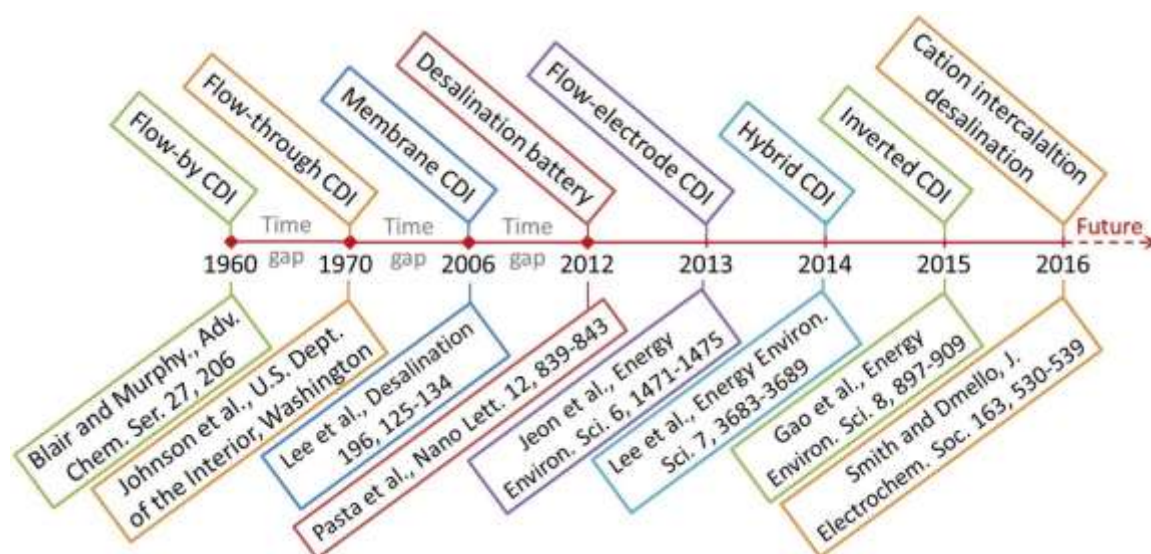 Flow-by CDI
Flow-through CDI
Membrane CDI
Desalination battery
Flow-electrode CDI
Hybrid CDI
Inverted CDI
Cation intercalaltion
desalination
Time
gap
Time
gap
Time
gap
Future
1960
1970
2006
2012
2013
2014
2015
2016
Blair and Murphy., Adv.
Chem. Ser. 27, 206
Johnson et al., U.S. Dept.
of the Interior, Washington
Lee et al., Desalination
196, 125-134
Pasta et al., Nano Lett. 12, 839-843
Jeon et al., Energy
Environ. Sci. 6, 1471-1475
Lee et al., Energy Environ.
Sci. 7, 3683-3689
Gao et al., Energy
Environ. Sci. 8, 897-909
Smith and Dmello, J.
Electrochem. Soc. 163, 530-539